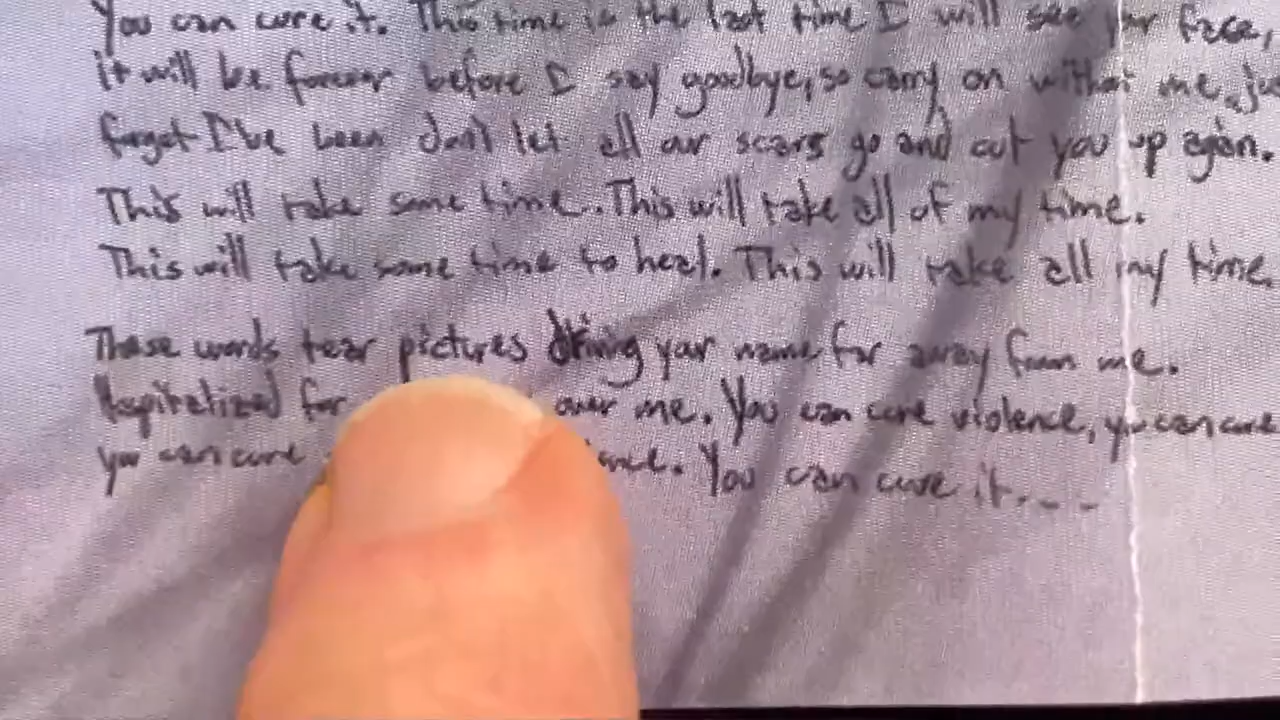 You can cure it. This time is the last time I will see your face,
it will be forever before I say goodbye, so carry on without me, ju
forget I've been don't let all our scars go and cut you up again.
This will take some time. This will take all of my time.
This will take some time to heal. This will take all my time.
These words tear pictures your name far away from me.
Hospitalized for over me. You can cure violence, you can cure
you can cure You can cure it....